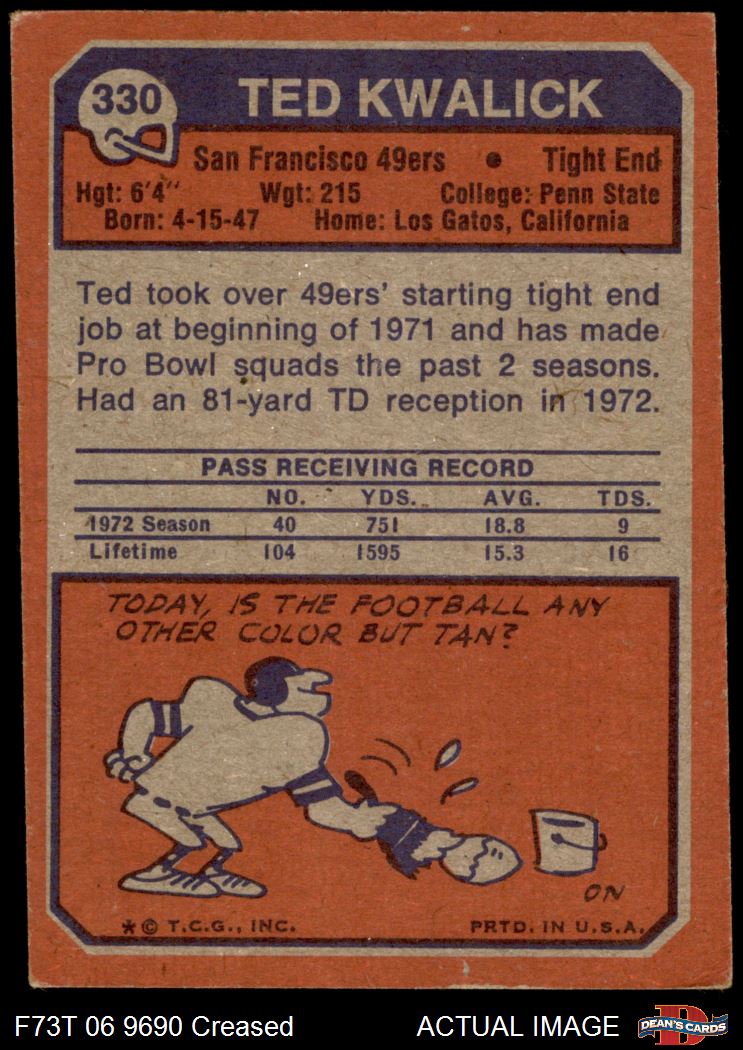 330
TED KWALICK
San Francisco 49ers • Tight End
Hgt: 6'4" Wgt: 215 College: Penn State
Born: 4-15-47 Home: Los Gatos, California
Ted took over 49ers' starting tight end
job at beginning of 1971 and has made
Pro Bowl squads the past 2 seasons.
Had an 81-yard TD reception in 1972.
PASS RECEIVING RECORD
NO. YDS. AVG. TDS.
1972 Season 40 751 18.8 9
Lifetime 104 1595 15.3 16
TODAY, IS THE FOOTBALL ANY
OTHER COLOR BUT TAN?
ON
* © T.C.G., INC. PRTD. IN U.S.A.
F73T 06 9690 Creased ACTUAL IMAGE
D
DEAN'S CARDS